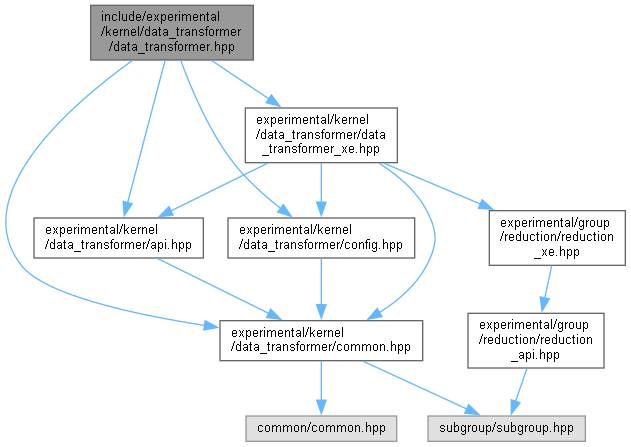 include/experimental
/kernel/data_transformer
/data_transformer.hpp
experimental/kernel
/data_transformer/data
_transformer_xe.hpp
experimental/kernel
/data_transformer/api.hpp
experimental/kernel
/data_transformer/config.hpp
experimental/group
/reduction/reduction
_xe.hpp
experimental/kernel
/data_transformer/common.hpp
experimental/group
/reduction/reduction
_api.hpp
common/common.hpp
subgroup/subgroup.hpp